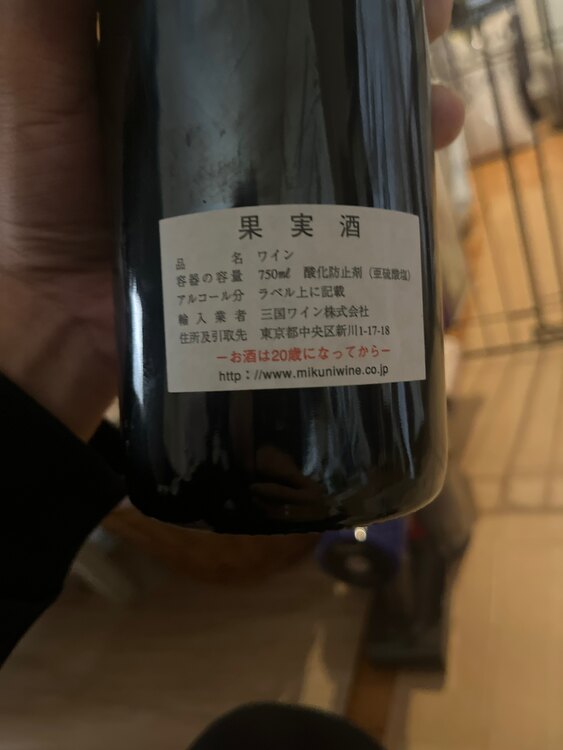 果実酒
品名 ワイン
容器の容量 750㎖ 酸化防止剤（亜硫酸塩）
アルコール分 ラベル上に記載
輸入業者 三国ワイン株式会社
住所及引取先 東京都中央区新川1-17-18
ーお酒は20歳になってからー
http：//www.mikuniwine.co.jp